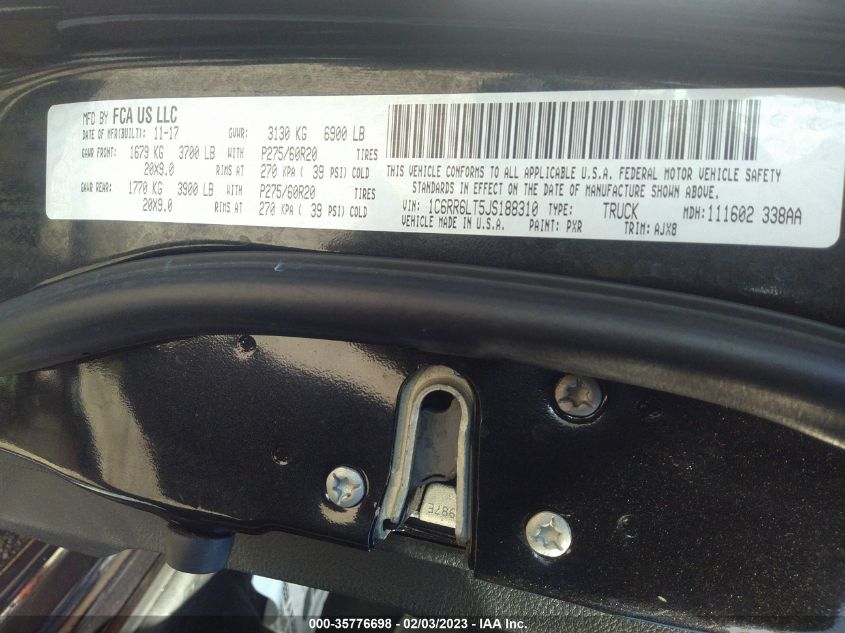 MFD BY FCA US LLC
DATE OF MFR(BUILT): 11-17 GVWR: 3130 KG 6900 LB
GAWR FRONT: 1679 KG 3700 LB WITH P275/60R20 TIRES
20X9.0 RIMS AT 270 KPA ( 39 PSI) COLD
GAWR REAR: 1770 KG 3900 LB WITH P275/60R20 TIRES
20X9.0 RIMS AT 270 KPA ( 39 PSI) COLD
THIS VEHICLE CONFORMS TO ALL APPLICABLE U.S.A. FEDERAL MOTOR VEHICLE SAFETY
STANDARDS IN EFFECT ON THE DATE OF MANUFACTURE SHOWN ABOVE.
VIN: 1C6RR6LT5JS188310 TYPE: TRUCK MDH: 111602 338AA
VEHICLE MADE IN U.S.A. PAINT: PXR TRIM: AJX8
000-35776698 — 02/03/2023 — IAA Inc.